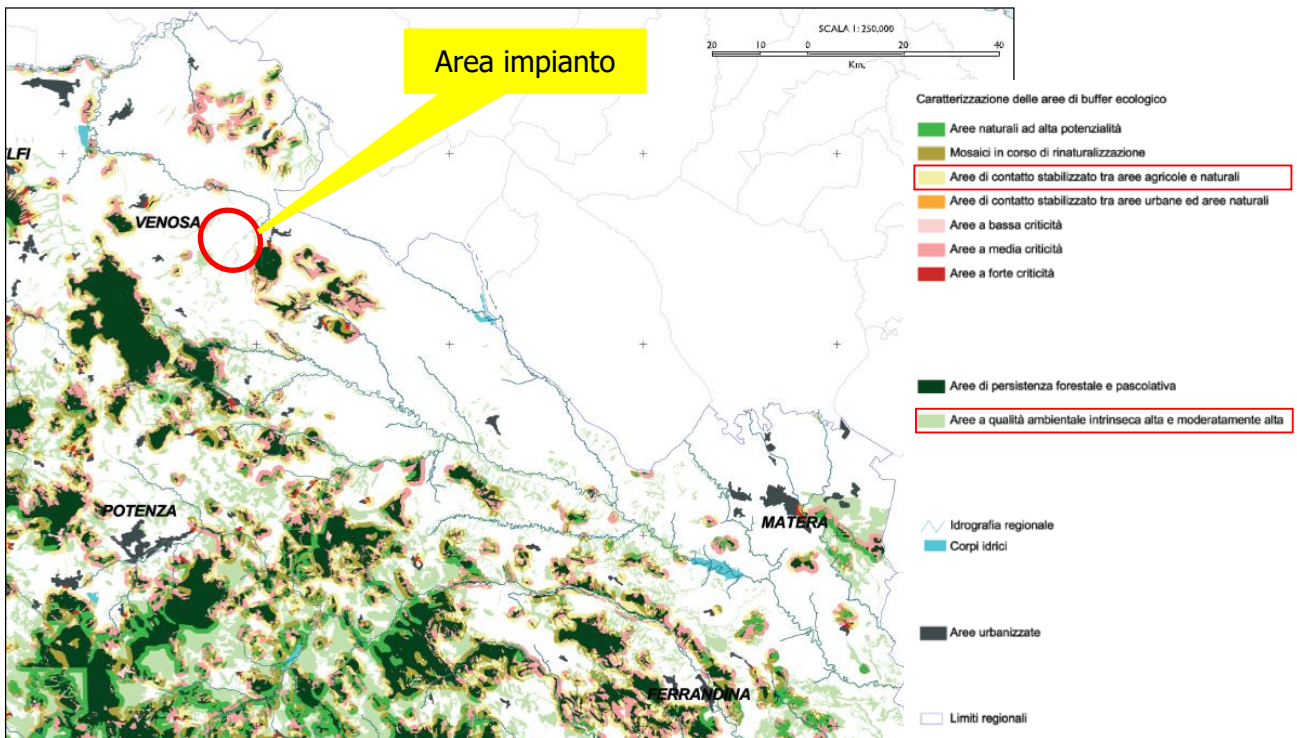 SCALA 1: 250,000
20 10 0 20 40
Km.
Area impianto
LFI
VENOSA
POTENZA
MATERA
FERRANDINA
Caratterizzazione delle aree di buffer ecologico
Aree naturali ad alta potenzialità
Mosaici in corso di rinaturalizzazione
Aree di contatto stabilizzato tra aree agricole e naturali
Aree di contatto stabilizzato tra aree urbane ed aree naturali
Aree a bassa criticità
Aree a media criticità
Aree a forte criticità
Aree di persistenza forestale e pascolativa
Aree a qualità ambientale intrinseca alta e moderatamente alta
Idrografia regionale
Corpi idrici
Aree urbanizzate
Limiti regionali